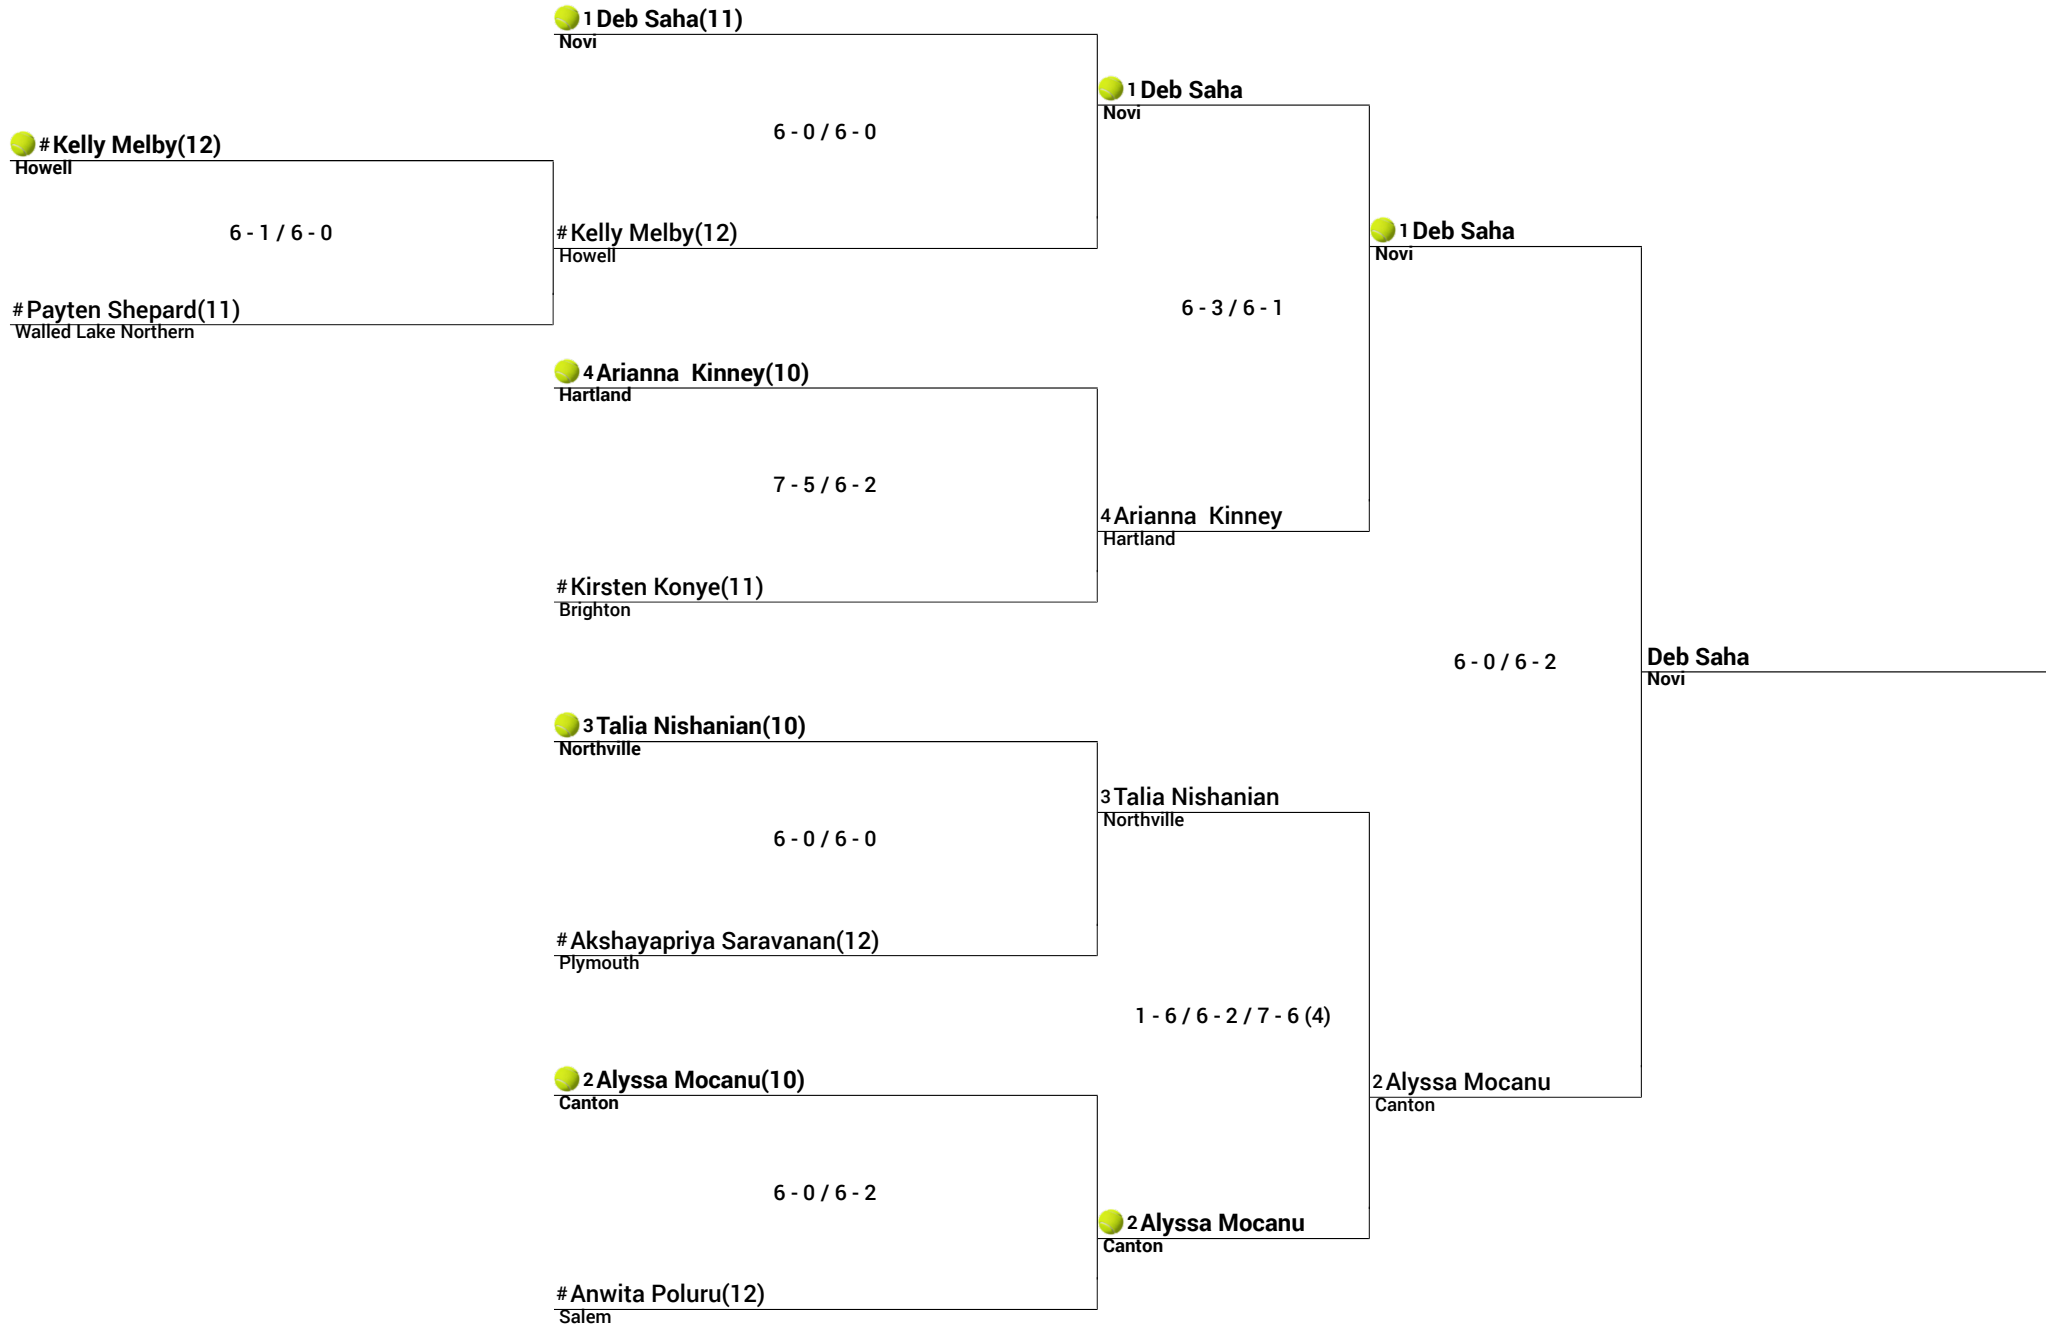 1 Deb Saha(11)
Novi
6 - 0 / 6 - 0
# Kelly Melby(12)
Howell
6 - 1 / 6 - 0
# Payten Shepard(11)
Walled Lake Northern
# Kelly Melby(12)
Howell
1 Deb Saha
Novi
6 - 3 / 6 - 1
1 Deb Saha
Novi
4 Arianna  Kinney(10)
Hartland
7 - 5 / 6 - 2
4 Arianna  Kinney
Hartland
# Kirsten Konye(11)
Brighton
6 - 0 / 6 - 2
Deb Saha
Novi
3 Talia Nishanian(10)
Northville
6 - 0 / 6 - 0
3 Talia Nishanian
Northville
# Akshayapriya Saravanan(12)
Plymouth
1 - 6 / 6 - 2 / 7 - 6 (4)
2 Alyssa Mocanu(10)
Canton
2 Alyssa Mocanu
Canton
6 - 0 / 6 - 2
2 Alyssa Mocanu
Canton
# Anwita Poluru(12)
Salem